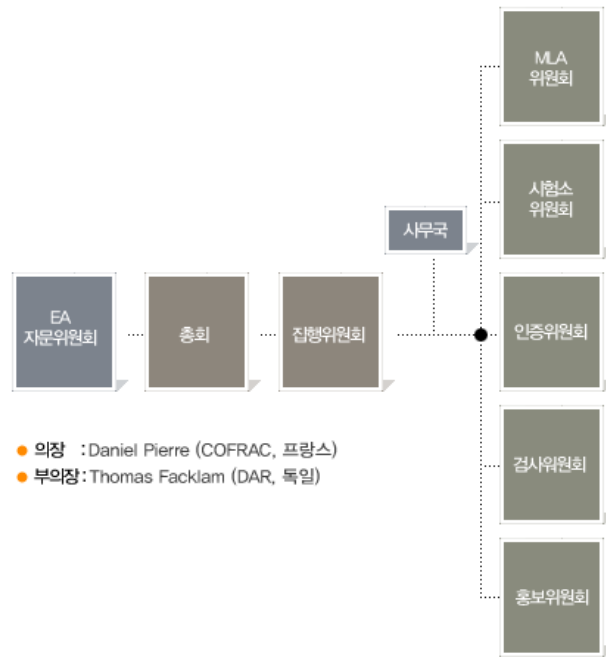 MLA
위원회
시험소
위원회
사무국
EA
자문위원회
총회
집행위원회
인증위원회
의장 : Daniel Pierre (COFRAC, 프랑스)
부의장 : Thomas Facklam (DAR, 독일)
검사위원회
홍보위원회